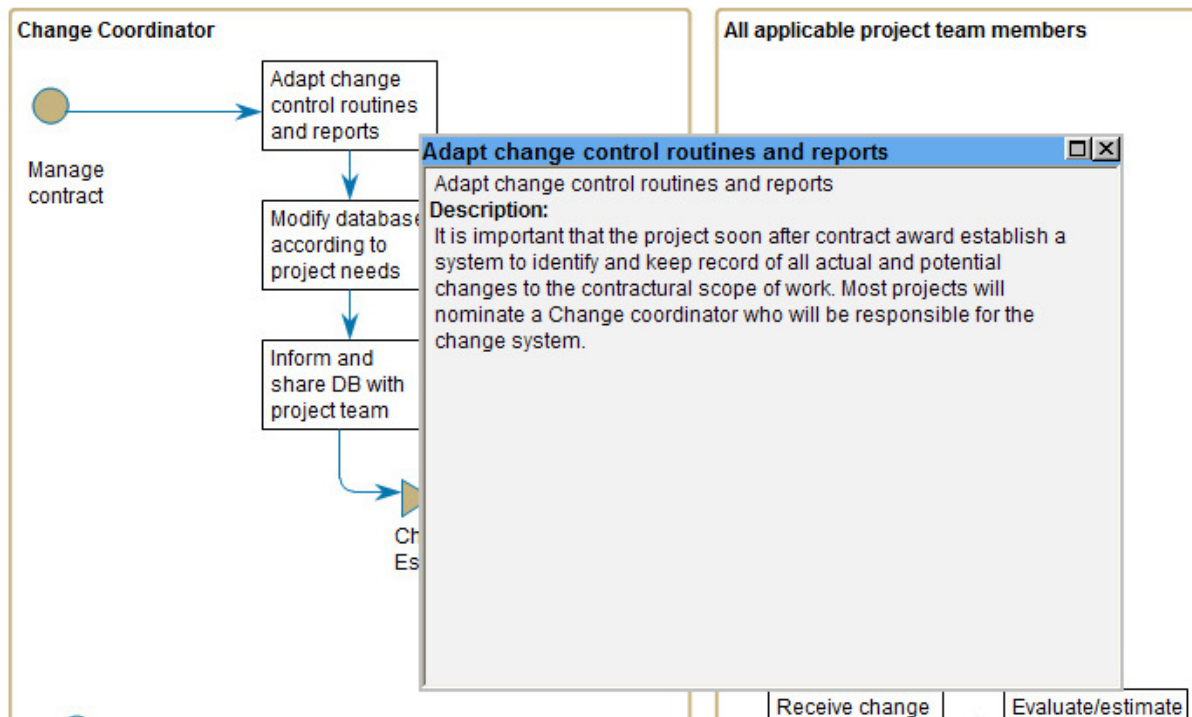 Change Coordinator
Manage
contract
Adapt change
control routines
and reports
Modify database
according to
project needs
Inform and
share DB with
project team
Ch
Es
All applicable project team members
Adapt change control routines and reports
Adapt change control routines and reports
Description:
It is important that the project soon after contract award establish a
system to identify and keep record of all actual and potential
changes to the contractural scope of work. Most projects will
nominate a Change coordinator who will be responsible for the
change system.
Receive change
Evaluate/estimate